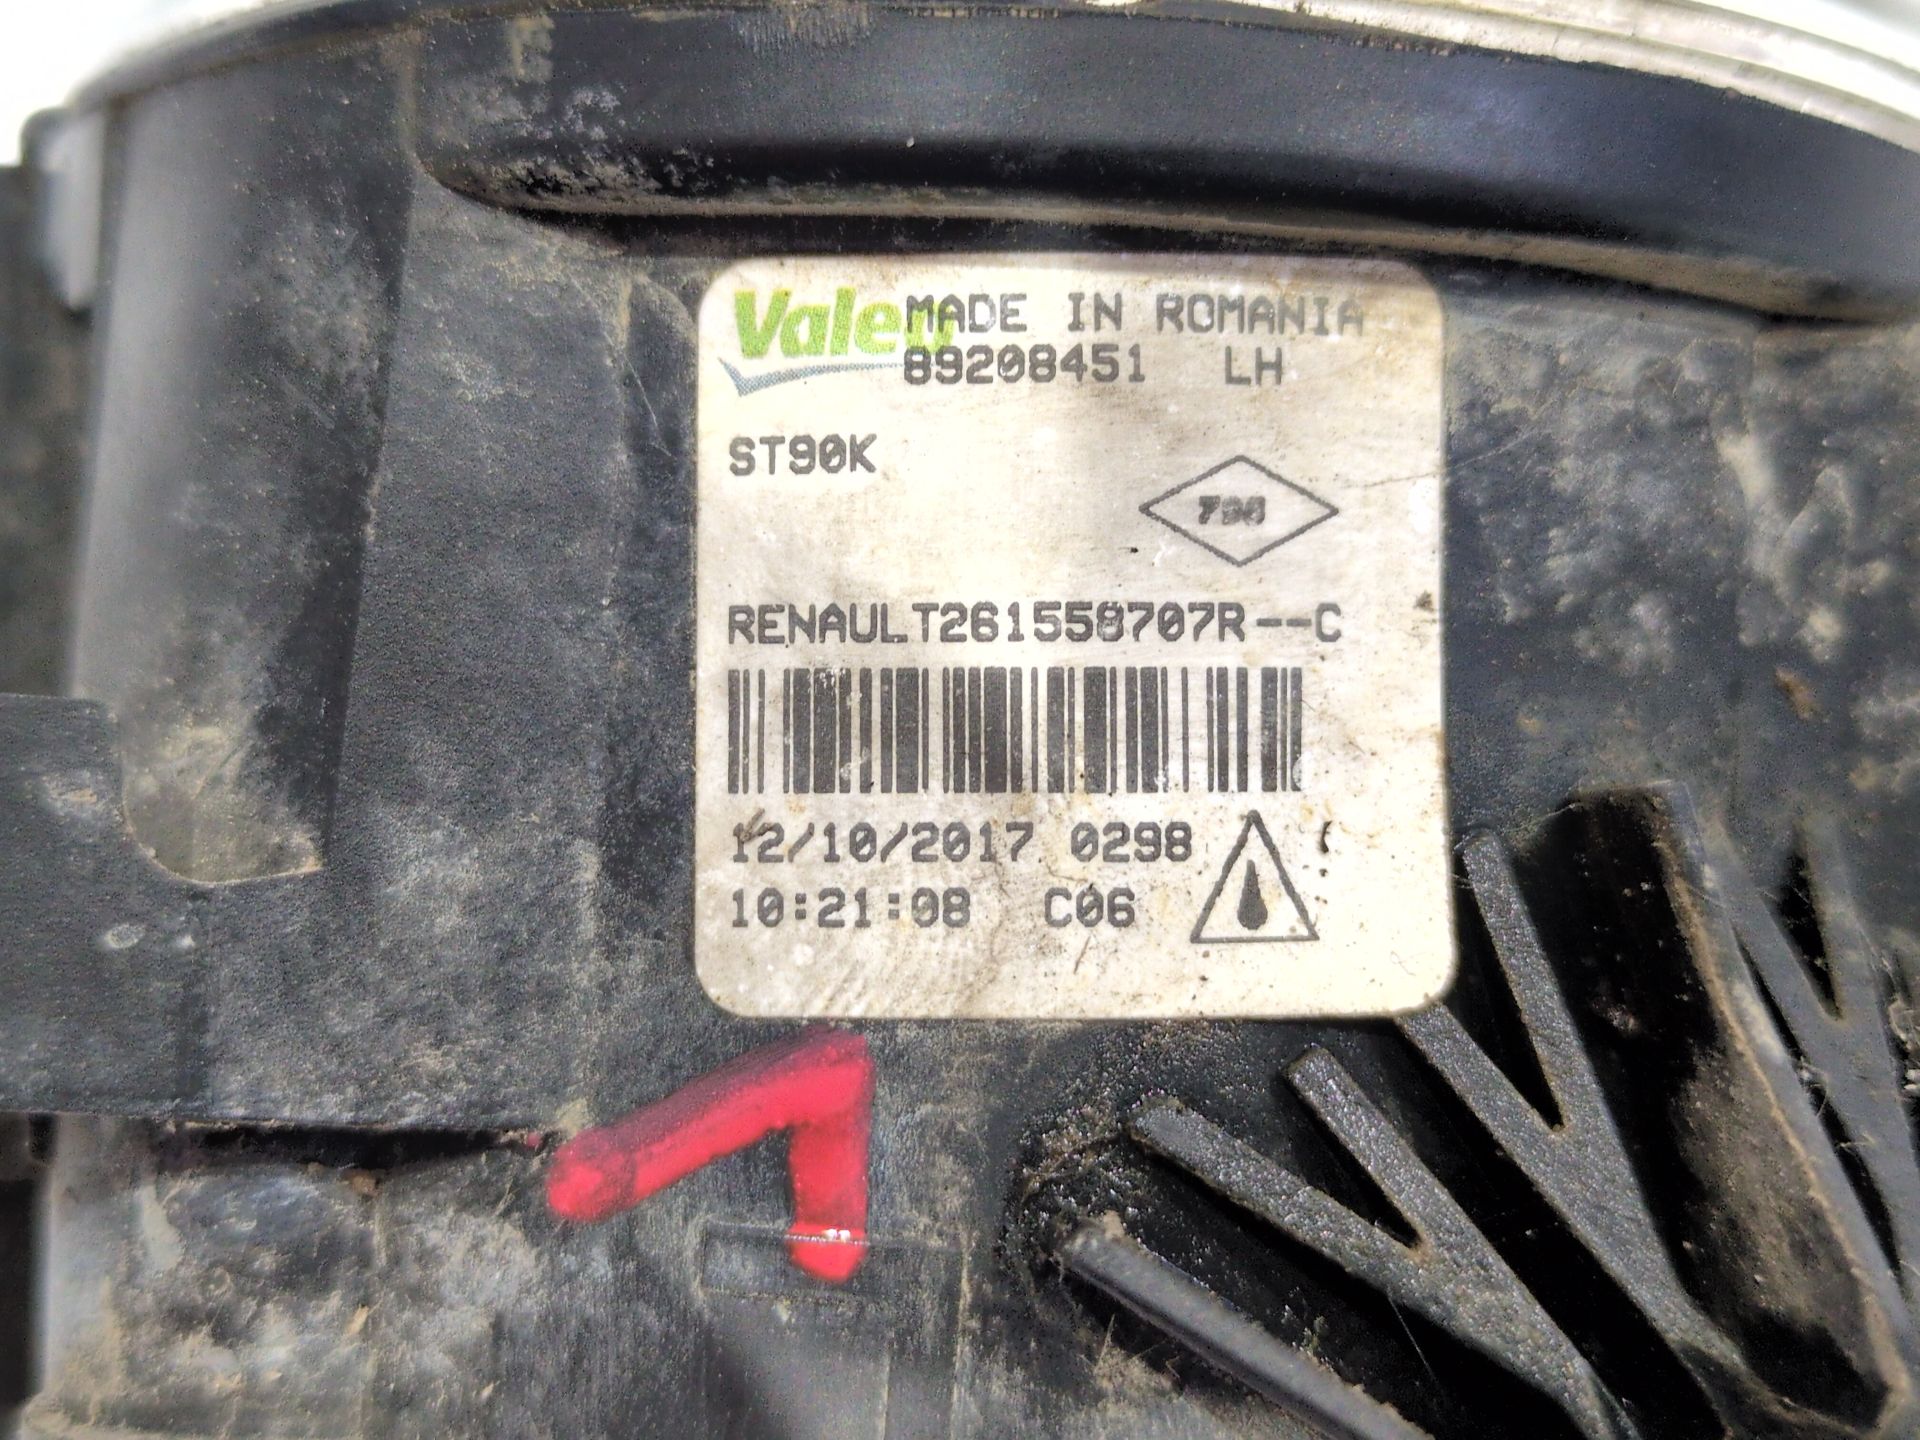 Valeo MADE IN ROMANIA
89208451 LH
ST90K
RENAULT261558707R--C
12/10/2017 0298
10:21:08 C06